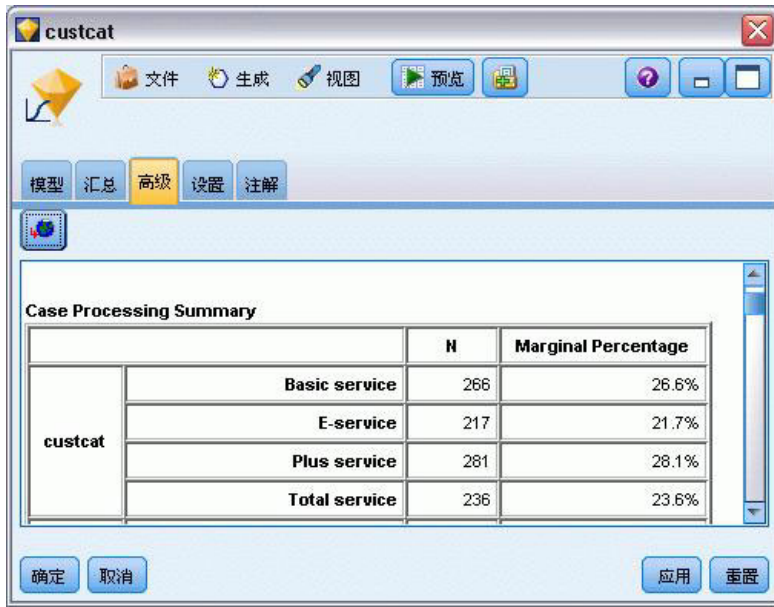 custcat
文件 生成 视图 预览
模型 汇总 高级 设置 注解
Case Processing Summary
N Marginal Percentage
custcat
Basic service 266 26.6%
E-service 217 21.7%
Plus service 281 28.1%
Total service 236 23.6%
确定 取消 应用 重置